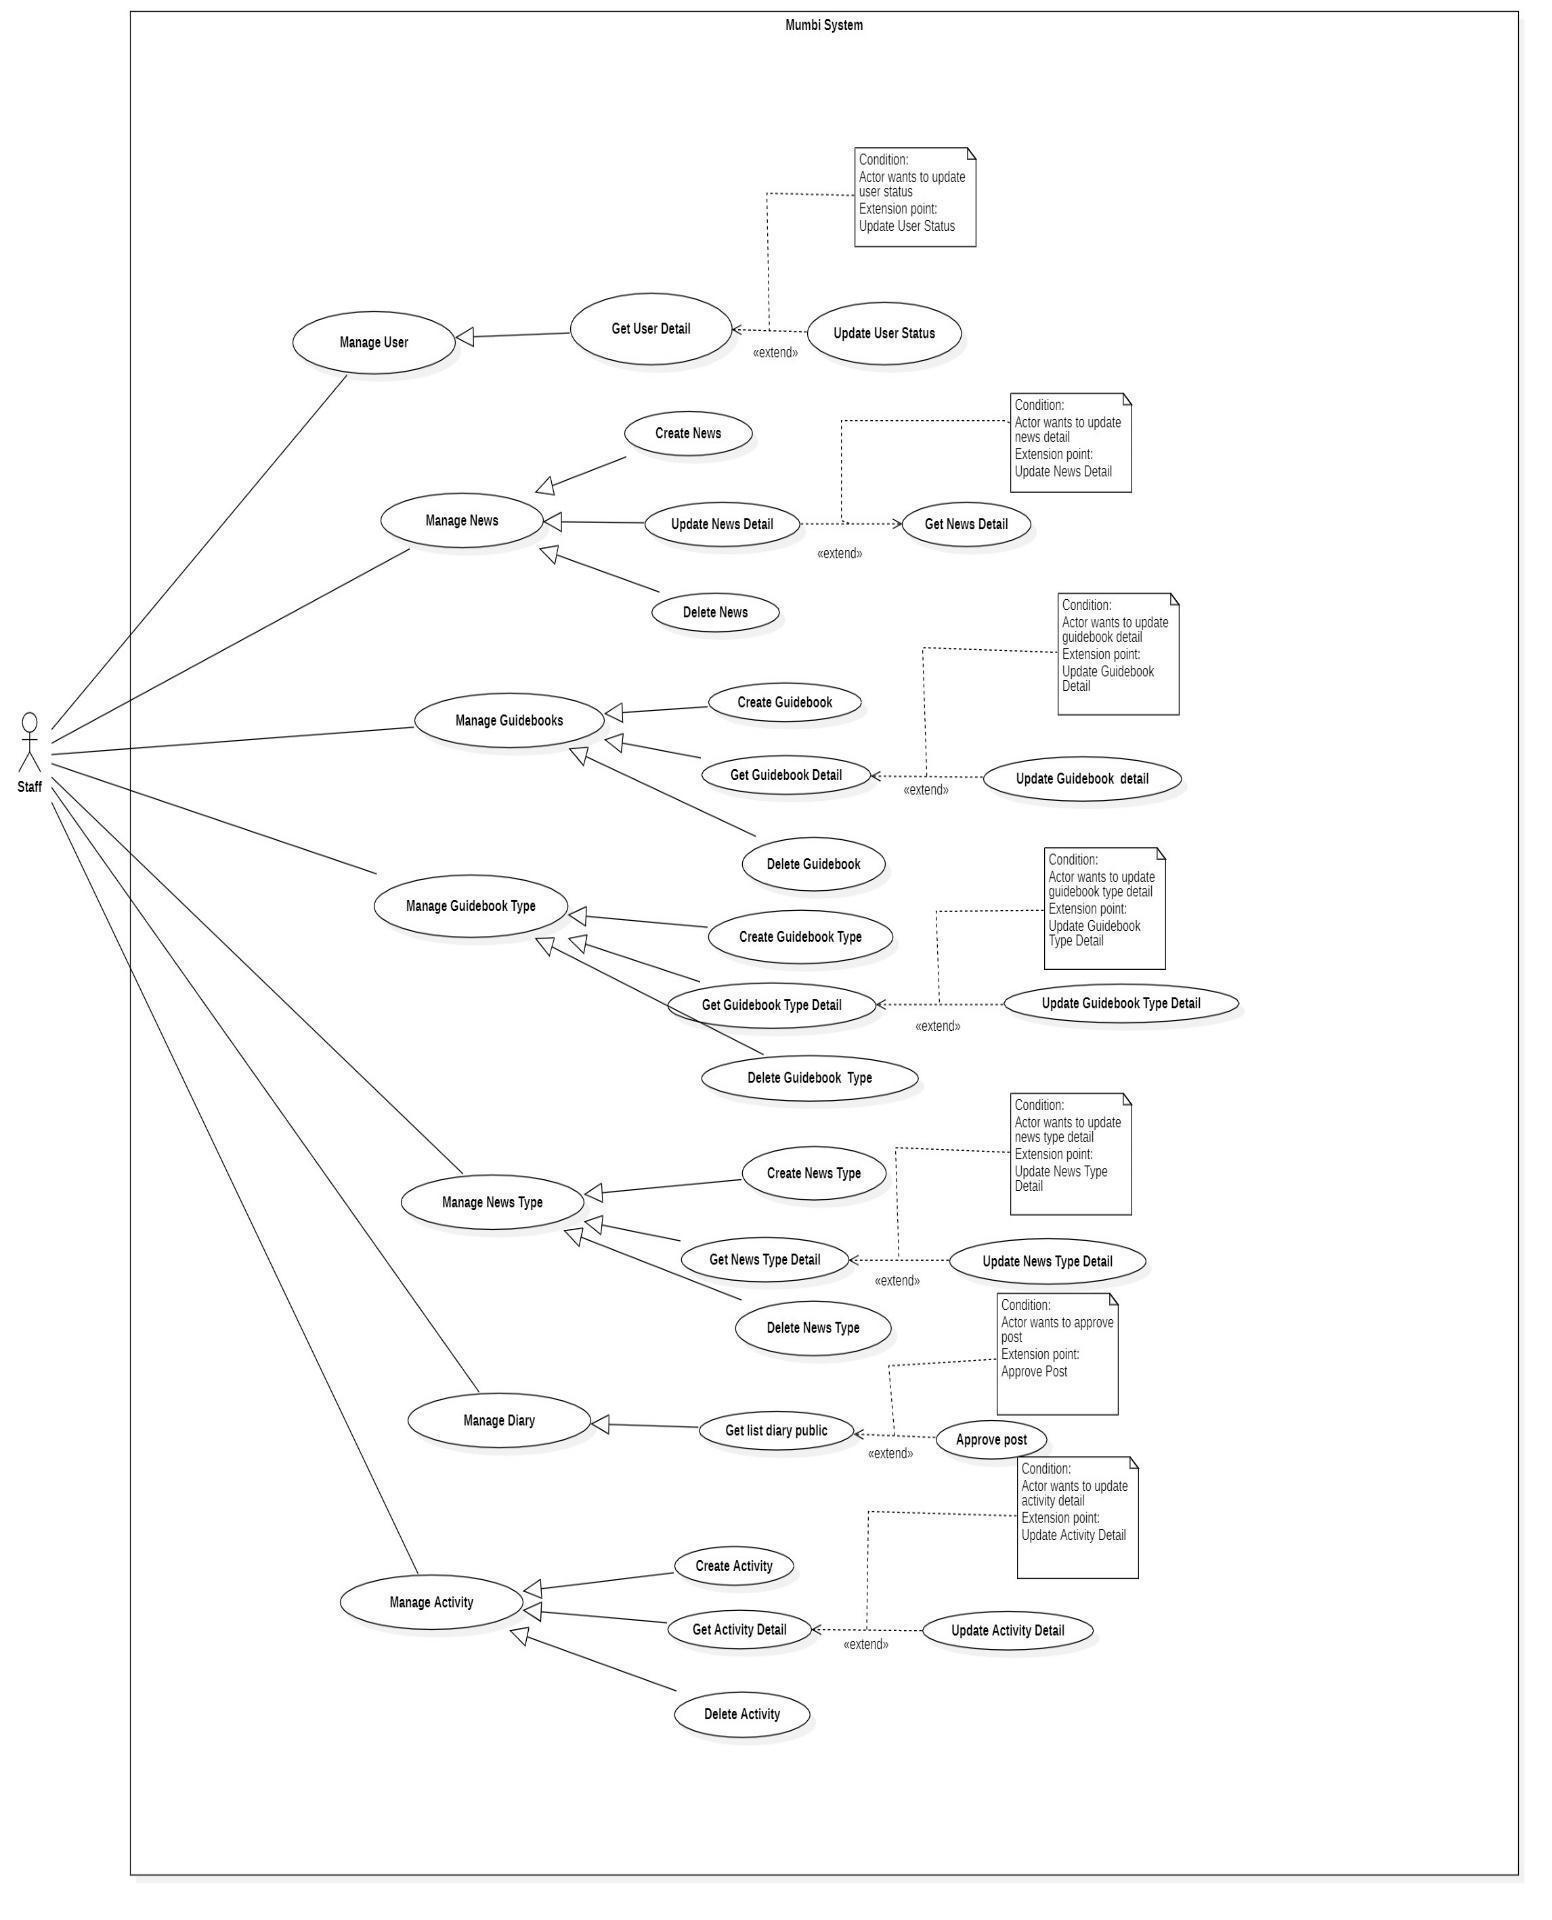 Mumbi System
Condition:
Actor wants to update
user status
Extension point:
Update User Status
Manage User
Get User Detail
Update User Status
«extend»
Condition:
Actor wants to update
news detail
Extension point:
Update News Detail
Create News
Manage News
Update News Detail
Get News Detail
«extend»
Delete News
Condition:
Actor wants to update
guidebook detail
Extension point:
Update Guidebook
Detail
Create Guidebook
Manage Guidebooks
Get Guidebook Detail
Update Guidebook  detail
«extend»
Staff
Delete Guidebook
Condition:
Actor wants to update
guidebook type detail
Extension point:
Update Guidebook
Type Detail
Manage Guidebook Type
Create Guidebook Type
Get Guidebook Type Detail
Update Guidebook Type Detail
«extend»
Delete Guidebook  Type
Condition:
Actor wants to update
news type detail
Extension point:
Update News Type
Detail
Create News Type
Manage News Type
Get News Type Detail
Update News Type Detail
«extend»
Delete News Type
Condition:
Actor wants to approve
post
Extension point:
Approve Post
Manage Diary
Get list diary public
Approve post
«extend»
Condition:
Actor wants to update
activity detail
Extension point:
Update Activity Detail
Create Activity
Manage Activity
Get Activity Detail
Update Activity Detail
«extend»
Delete Activity